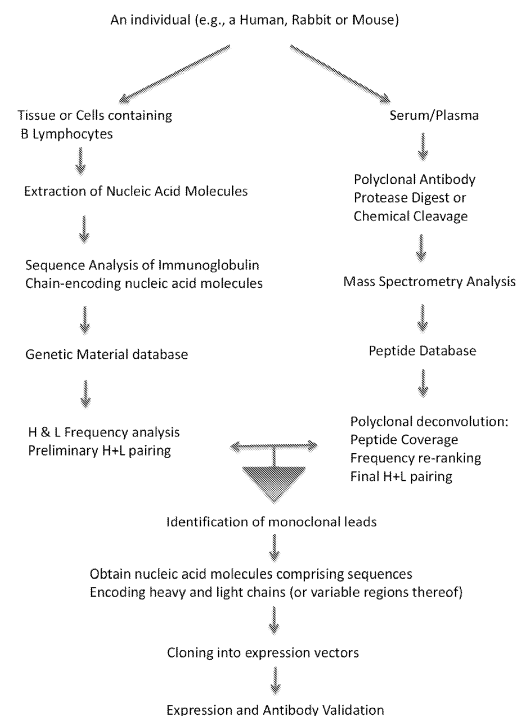 An individual (e.g., a Human, Rabbit or Mouse)
Tissue or Cells containing
B Lymphocytes
Extraction of Nucleic Acid Molecules
Sequence Analysis of Immunoglobulin
Chain-encoding nucleic acid molecules
Genetic Material database
H & L Frequency analysis
Preliminary H+L pairing
Serum/Plasma
Polyclonal Antibody
Protease Digest or
Chemical Cleavage
Mass Spectrometry Analysis
Peptide Database
Polyclonal deconvolution:
Peptide Coverage
Frequency re-ranking
Final H+L pairing
Identification of monoclonal leads
Obtain nucleic acid molecules comprising sequences
Encoding heavy and light chains (or variable regions thereof)
Cloning into expression vectors
Expression and Antibody Validation